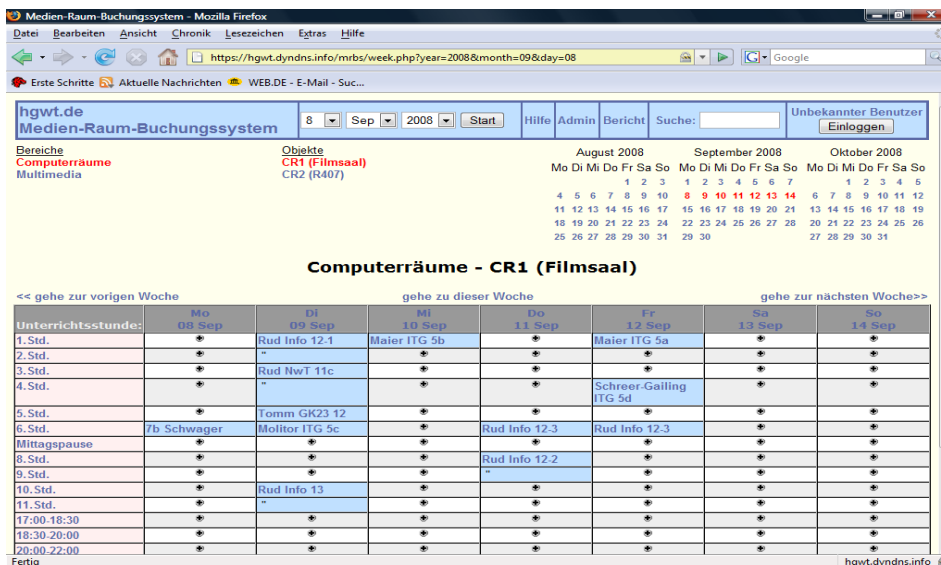 Medien-Raum-Buchungssystem - Mozilla Firefox
Datei Bearbeiten Ansicht Chronik Lesezeichen Extras Hilfe
https://hgwt.dyndns.info/mrbs/week.php?year=2008&month=09&day=08
Google
Erste Schritte Aktuelle Nachrichten WEB.DE - E-Mail - Suc...
hgwt.de
Medien-Raum-Buchungssystem
8 Sep 2008 Start Hilfe Admin Bericht Suche: Unbekannter Benutzer
Einloggen
Bereiche Objekte
Computerräume CR1 (Filmsaal)
Multimedia CR2 (R407)
August 2008 September 2008 Oktober 2008
Mo Di Mi Do Fr Sa So Mo Di Mi Do Fr Sa So Mo Di Mi Do Fr Sa So
1 2 3 1 2 3 4 5 6 7 1 2 3 4 5
4 5 6 7 8 9 10 8 9 10 11 12 13 14 6 7 8 9 10 11 12
11 12 13 14 15 16 17 15 16 17 18 19 20 21 13 14 15 16 17 18 19
18 19 20 21 22 23 24 22 23 24 25 26 27 28 20 21 22 23 24 25 26
25 26 27 28 29 30 31 29 30 27 28 29 30 31
Computerräume - CR1 (Filmsaal)
<< gehe zur vorigen Woche gehe zu dieser Woche gehe zur nächsten Woche>>
Mo Di Mi Do Fr Sa So
Unterrichtsstunde: 08 Sep 09 Sep 10 Sep 11 Sep 12 Sep 13 Sep 14 Sep
1.Std. Rud Info 12-1 Maier ITG 5b Maier ITG 5a
2.Std. "
3.Std. Rud NwT 11c
4.Std. " Schreer-Gailing
ITG 5d
5.Std. Tomm GK23 12
6.Std. 7b Schwager Molitor ITG 5c Rud Info 12-3 Rud Info 12-3
Mittagspause
8.Std. Rud Info 12-2
9.Std. "
10.Std. Rud Info 13
11.Std. "
17:00-18:30
18:30-20:00
20:00-22:00
Fertig hgwt.dyndns.info